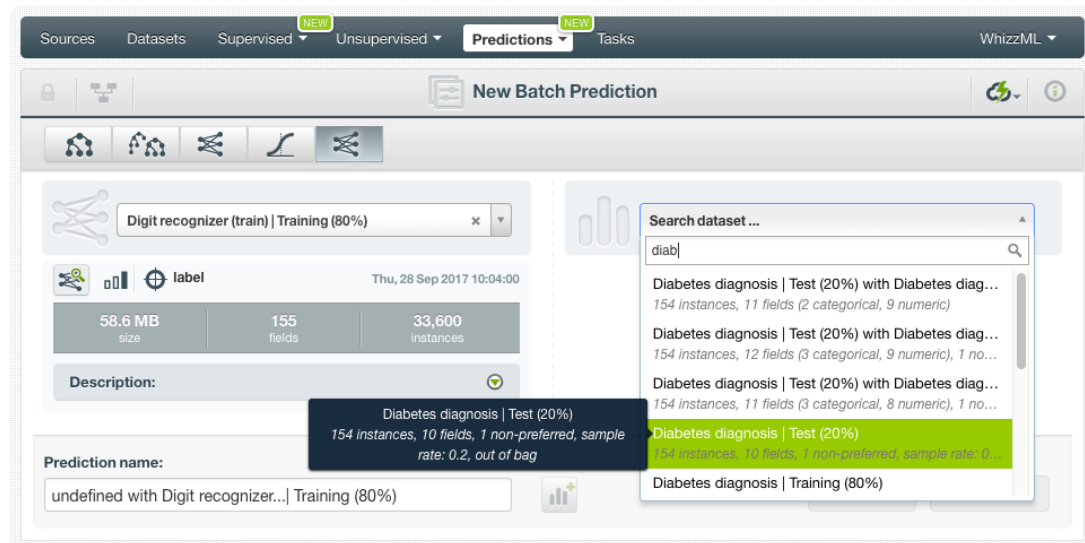 NEW
NEW
Sources Datasets Supervised Unsupervised Predictions Tasks WhizzML
New Batch Prediction
Digit recognizer (train) | Training (80%)
Search dataset ...
diab
label
Thu, 28 Sep 2017 10:04:00
58.6 MB 155 33,600
size fields instances
Description:
Diabetes diagnosis | Test (20%) with Diabetes diag...
154 instances, 11 fields (2 categorical, 9 numeric)
Diabetes diagnosis | Test (20%) with Diabetes diag...
154 instances, 12 fields (3 categorical, 9 numeric), 1 no...
Diabetes diagnosis | Test (20%) with Diabetes diag...
154 instances, 11 fields (3 categorical, 8 numeric), 1 no...
Diabetes diagnosis | Test (20%)
154 instances, 10 fields, 1 non-preferred, sample rate: 0...
Diabetes diagnosis | Training (80%)
Diabetes diagnosis | Test (20%)
154 instances, 10 fields, 1 non-preferred, sample
rate: 0.2, out of bag
Prediction name:
undefined with Digit recognizer...| Training (80%)